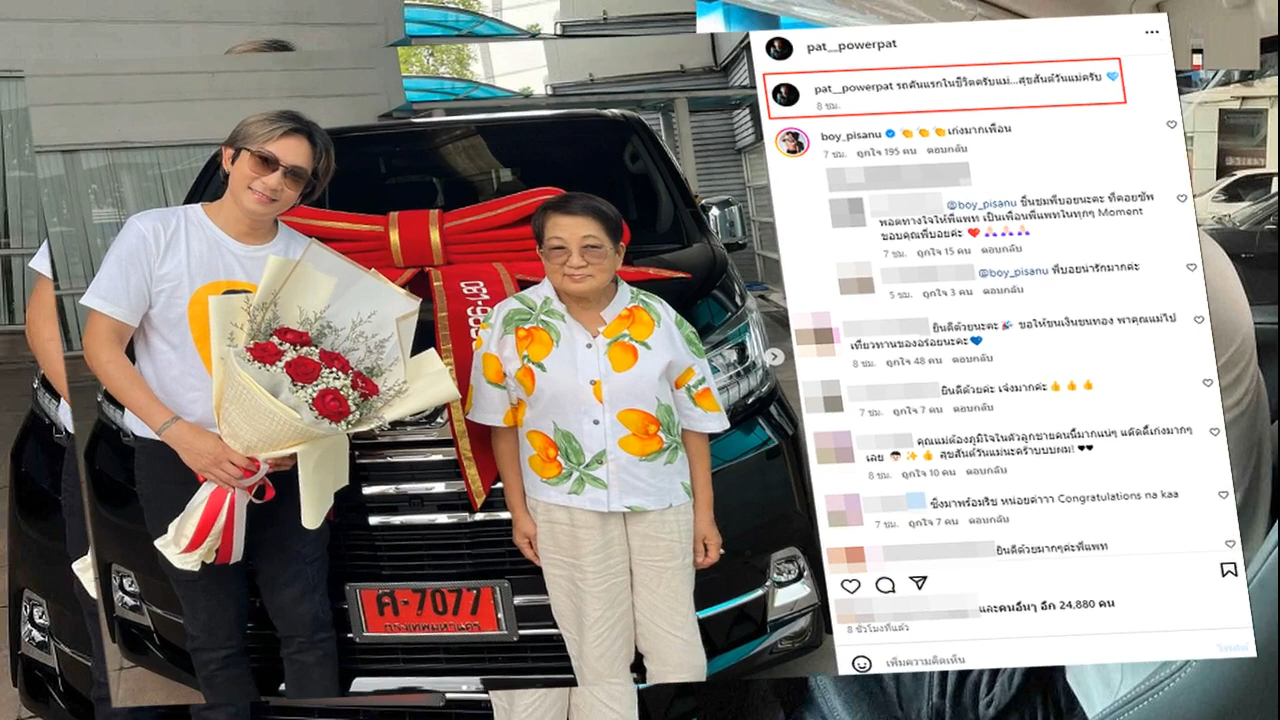 pat__powerpat
pat__powerpat รถคันแรกในชีวิตครับแม่...สุขสันต์วันแม่ครับ 💙
8 ชม.
boy_pisanu 👏👏👏เก่งมากเพื่อน
7 ชม. ถูกใจ 195 คน ตอบกลับ
@boy_pisanu ชื่นชมพี่บอยนะคะ ที่คอยซัพ
พอตทางใจให้พี่แพท เป็นเพื่อนพี่แพทในทุกๆ Moment
ขอบคุณพี่บอยค่ะ
7 ชม. ถูกใจ 15 คน ตอบกลับ
@boy_pisanu พี่บอยน่ารักมากค่ะ
5 ชม. ถูกใจ 3 คน ตอบกลับ
ยินดีด้วยนะคะ🎉 ขอให้ขนเงินขนทอง พาคุณแม่ไป
เที่ยวทานของอร่อยนะคะ💙
8 ชม. ถูกใจ 48 คน ตอบกลับ
ยินดีด้วยค่ะ เจ๋งมากค่ะ👍👍👍
7 ชม. ถูกใจ 7 คน ตอบกลับ
คุณแม่ต้องภูมิใจในตัวลูกชายคนนี้มากแน่ๆ แด๊ดดี้เก่งมากๆ
เลย สุขสันต์วันแม่นะคร้าบบบผม! 🖤🖤
8 ชม. ถูกใจ 10 คน ตอบกลับ
ซึ้งมาพร้อมริช หน่อยค่าาา Congratulations na kaa
7 ชม. ถูกใจ 7 คน ตอบกลับ
ยินดีด้วยมากๆค่ะพี่แพท
และคนอื่นๆ อีก 24,880 คน
8 ชั่วโมงที่แล้ว
เพิ่มความคิดเห็น
โพสต์
ศ-7077
กรุงเทพมหานคร